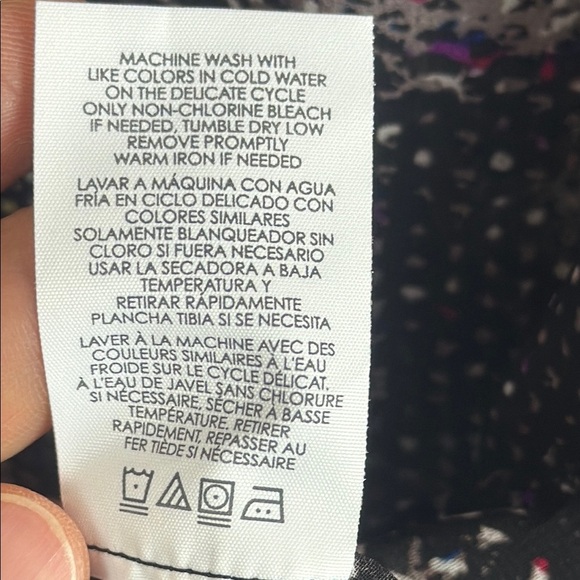 MACHINE WASH WITH
LIKE COLORS IN COLD WATER
ON THE DELICATE CYCLE
ONLY NON-CHLORINE BLEACH
IF NEEDED, TUMBLE DRY LOW
REMOVE PROMPTLY
WARM IRON IF NEEDED
LAVAR A MÁQUINA CON AGUA
FRÍA EN CICLO DELICADO CON
COLORES SIMILARES
SOLAMENTE BLANQUEADOR SIN
CLORO SI FUERA NECESARIO
USAR LA SECADORA A BAJA
TEMPERATURA Y
RETIRAR RÁPIDAMENTE
PLANCHA TIBIA SI SE NECESITA
LAVER À LA MACHINE AVEC DES
COULEURS SIMILAIRES À L'EAU
FROIDE SUR LE CYCLE DÉLICAT.
À L'EAU DE JAVEL SANS CHLORURE
SI NÉCESSAIRE, SÉCHER À BASSE
TEMPÉRATURE, RETIRER
RAPIDEMENT, REPASSER AU
FER TIÈDE SI NÉCESSAIRE